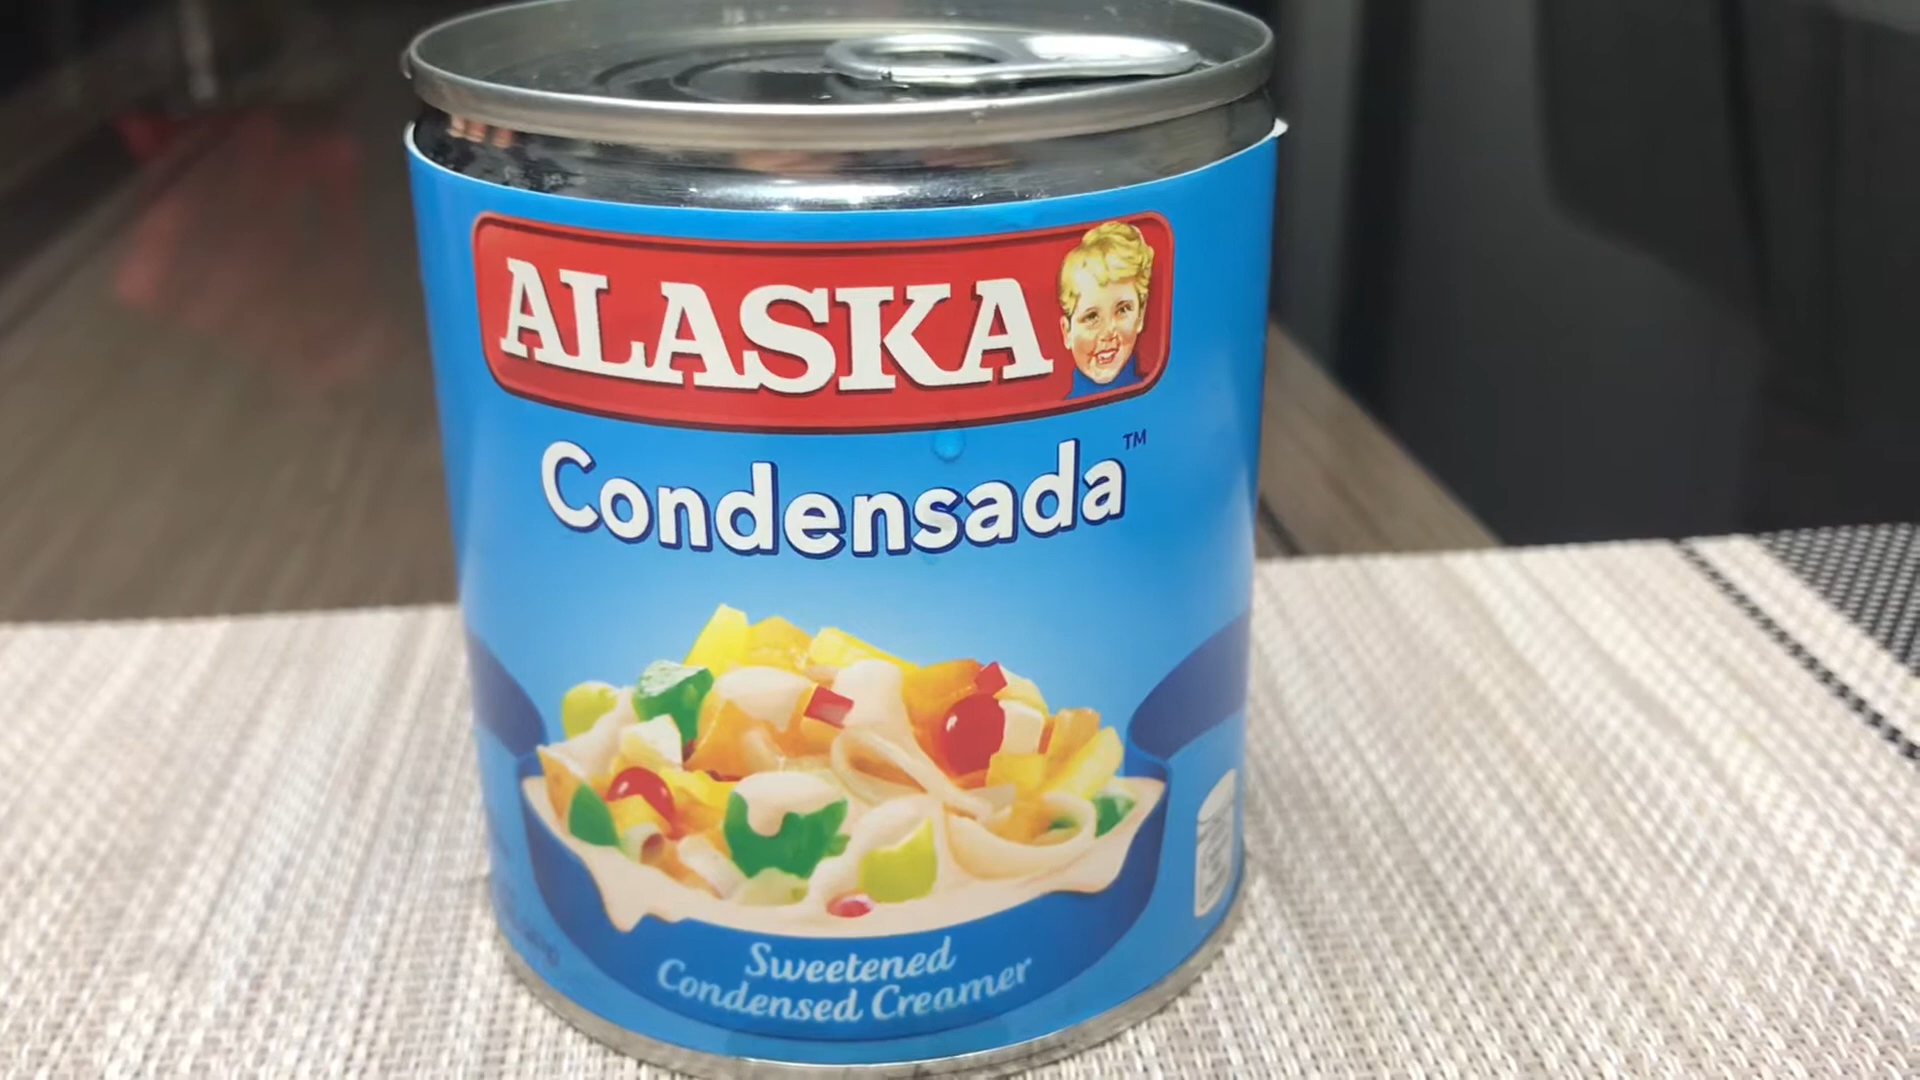 ALASKA
Condensada™
Sweetened
Condensed Creamer